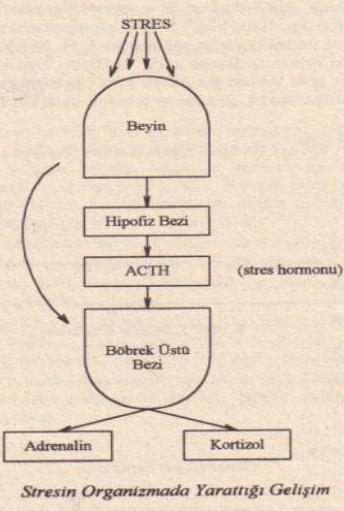 STRES
Beyin
Hipofiz Bezi
ACTH (stres hormonu)
Böbrek Üstü
Bezi
Adrenalin Kortizol
Stresin Organizmada Yarattığı Gelişim